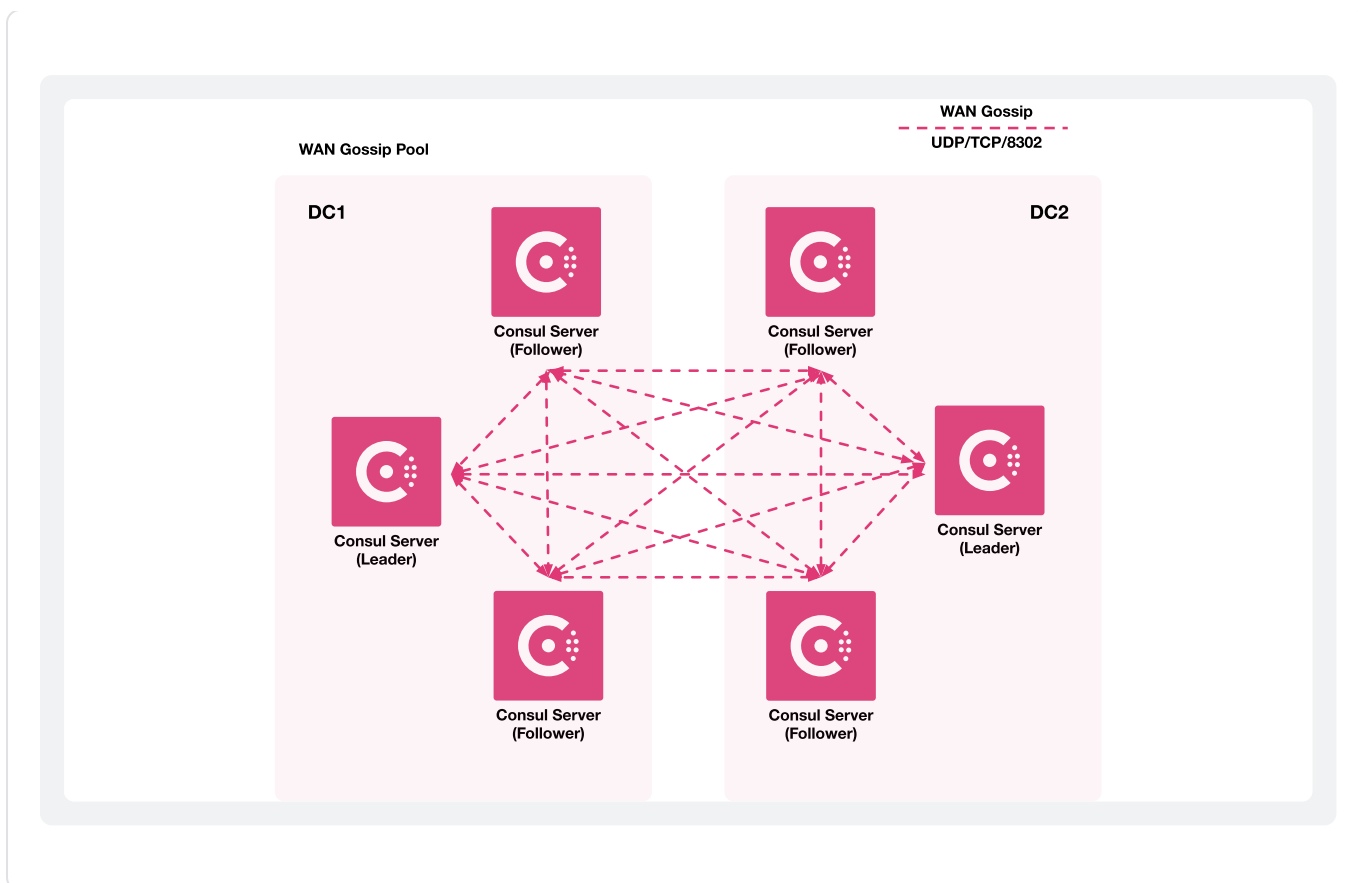 WAN Gossip
UDP/TCP/8302
WAN Gossip Pool
DC1
DC2
Consul Server
(Follower)
Consul Server
(Follower)
Consul Server
(Leader)
Consul Server
(Leader)
Consul Server
(Follower)
Consul Server
(Follower)